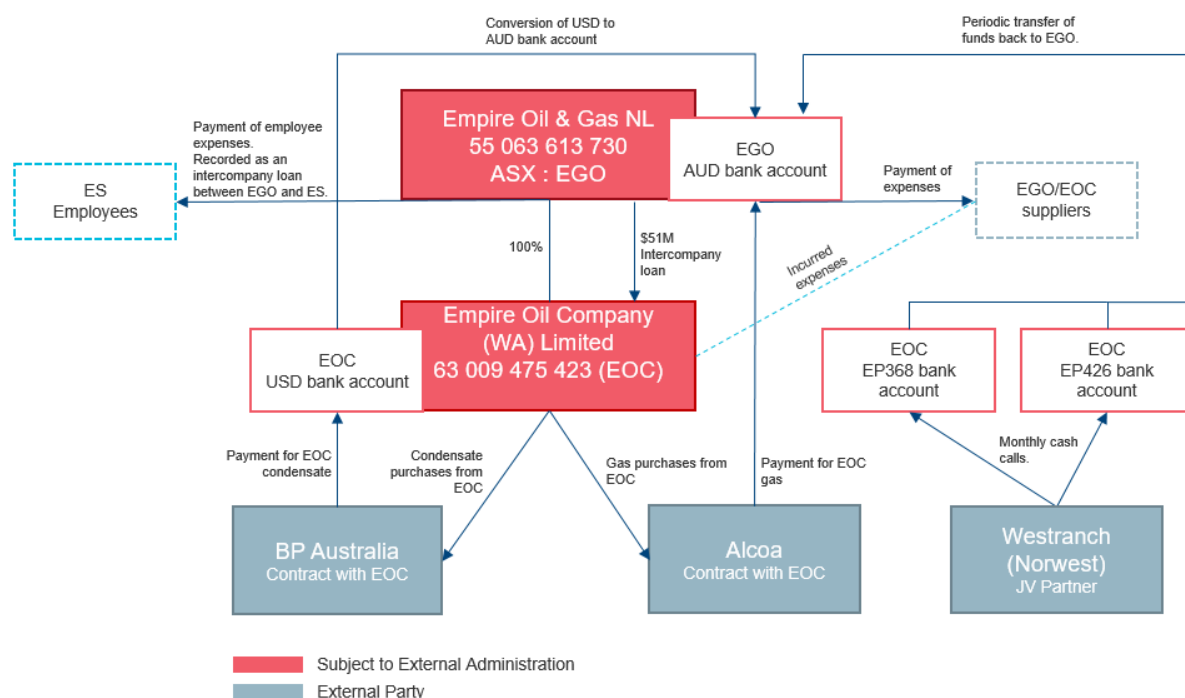 Conversion of USD to
AUD bank account
Periodic transfer of
funds back to EGO.
Payment of employee
expenses.
Recorded as an
intercompany loan
between EGO and ES.
Empire Oil & Gas NL
55 063 613 730
ASX : EGO
EGO
AUD bank account
Payment of
expenses
ES
Employees
EGO/EOC
suppliers
100%
$51M
Intercompany
loan
Incurred
expenses
Empire Oil Company
(WA) Limited
63 009 475 423 (EOC)
EOC
USD bank account
EOC
EP368 bank
account
EOC
EP426 bank
account
Payment for EOC
condensate
Condensate
purchases from
EOC
Gas purchases from
EOC
Payment for EOC
gas
Monthly cash
calls.
BP Australia
Contract with EOC
Alcoa
Contract with EOC
Westranch
(Norwest)
JV Partner
Subject to External Administration
External Party